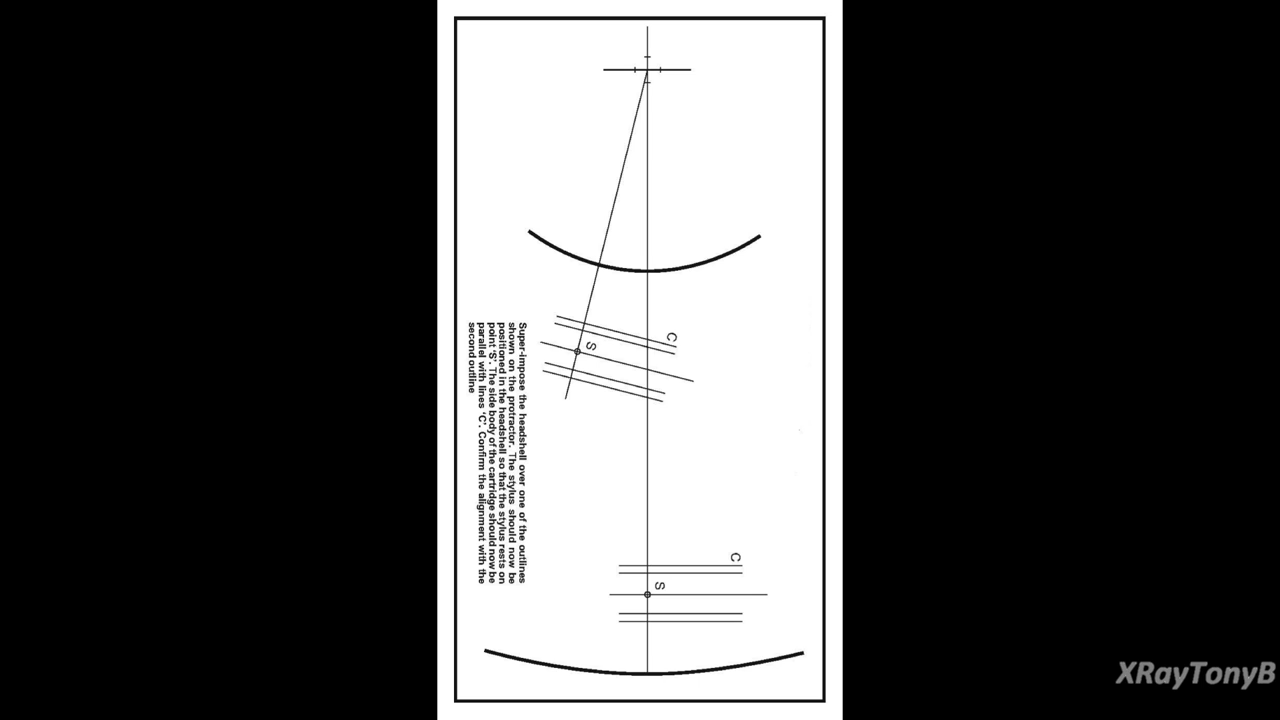 C
S
C
S
Super-impose the headshell over one of the outlines
shown on the protractor. The stylus should now be
positioned in the headshell so that the stylus rests on
point 'S'. The side body of the cartridge should now be
parallel with lines 'C'. Confirm the alignment with the
second outline
XRayTonyB